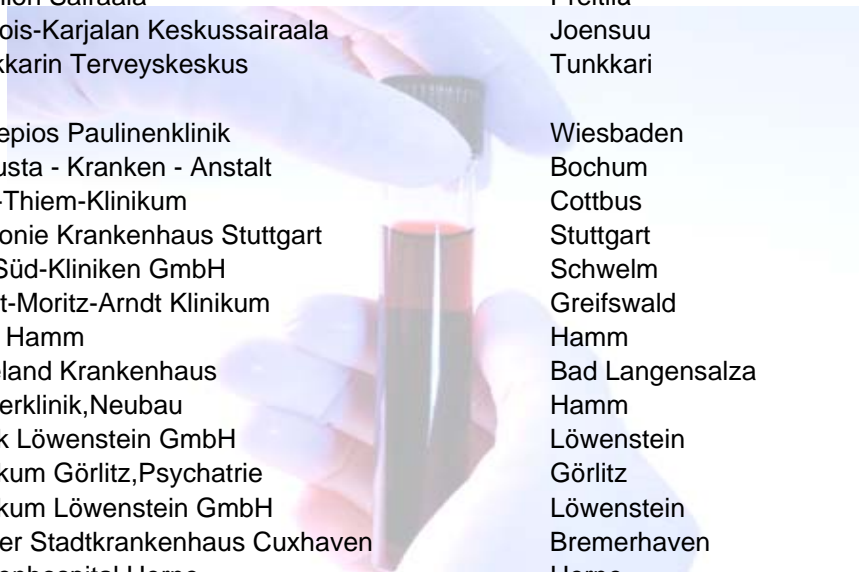 Sairaala
ois-Karjalan Keskussairaala Joensuu
karin Terveyskeskus Tunkkari
epios Paulinenklinik Wiesbaden
usta - Kranken - Anstalt Bochum
-Thiem-Klinikum Cottbus
onie Krankenhaus Stuttgart Stuttgart
Süd-Kliniken GmbH Schwelm
t-Moritz-Arndt Klinikum Greifswald
Hamm Hamm
land Krankenhaus Bad Langensalza
erklinik,Neubau Hamm
k Löwenstein GmbH Löwenstein
kum Görlitz,Psychatrie Görlitz
kum Löwenstein GmbH Löwenstein
er Stadtkrankenhaus Cuxhaven Bremerhaven
Herne